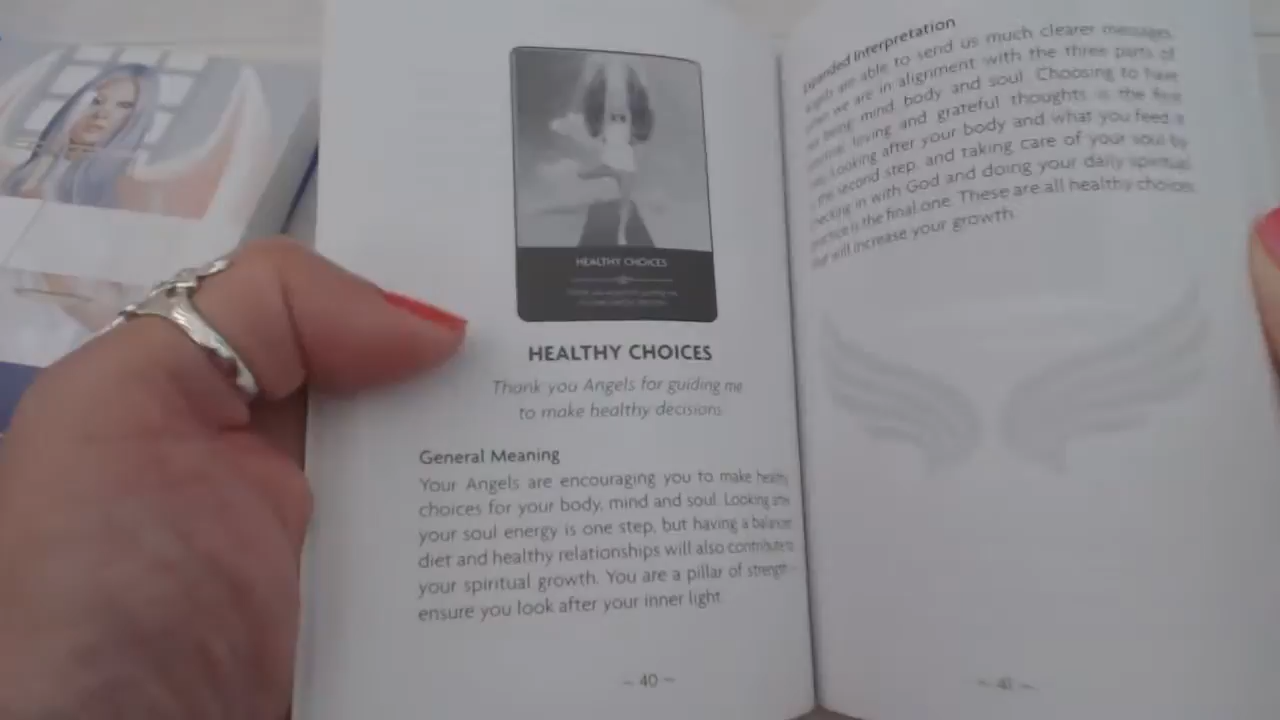 HEALTHY CHOICES
HEALTHY CHOICES
Thank you Angels for guiding me
to make healthy decisions.
General Meaning
Your Angels are encouraging you to make healthy
choices for your body, mind and soul. Looking after
your soul energy is one step, but having a balanced
diet and healthy relationships will also contribute to
your spiritual growth. You are a pillar of strength –
ensure you look after your inner light.
– 40 –
Expanded Interpretation
Angels are able to send us much clearer messages
when we are in alignment with the three parts of
our being: mind, body and soul. Choosing to have
loving and grateful thoughts is the first
Looking after your body and what you feed it
is the second step, and taking care of your soul by
checking in with God and doing your daily spiritual
practice is the final one. These are all healthy choices
that will increase your growth.
– 41 –